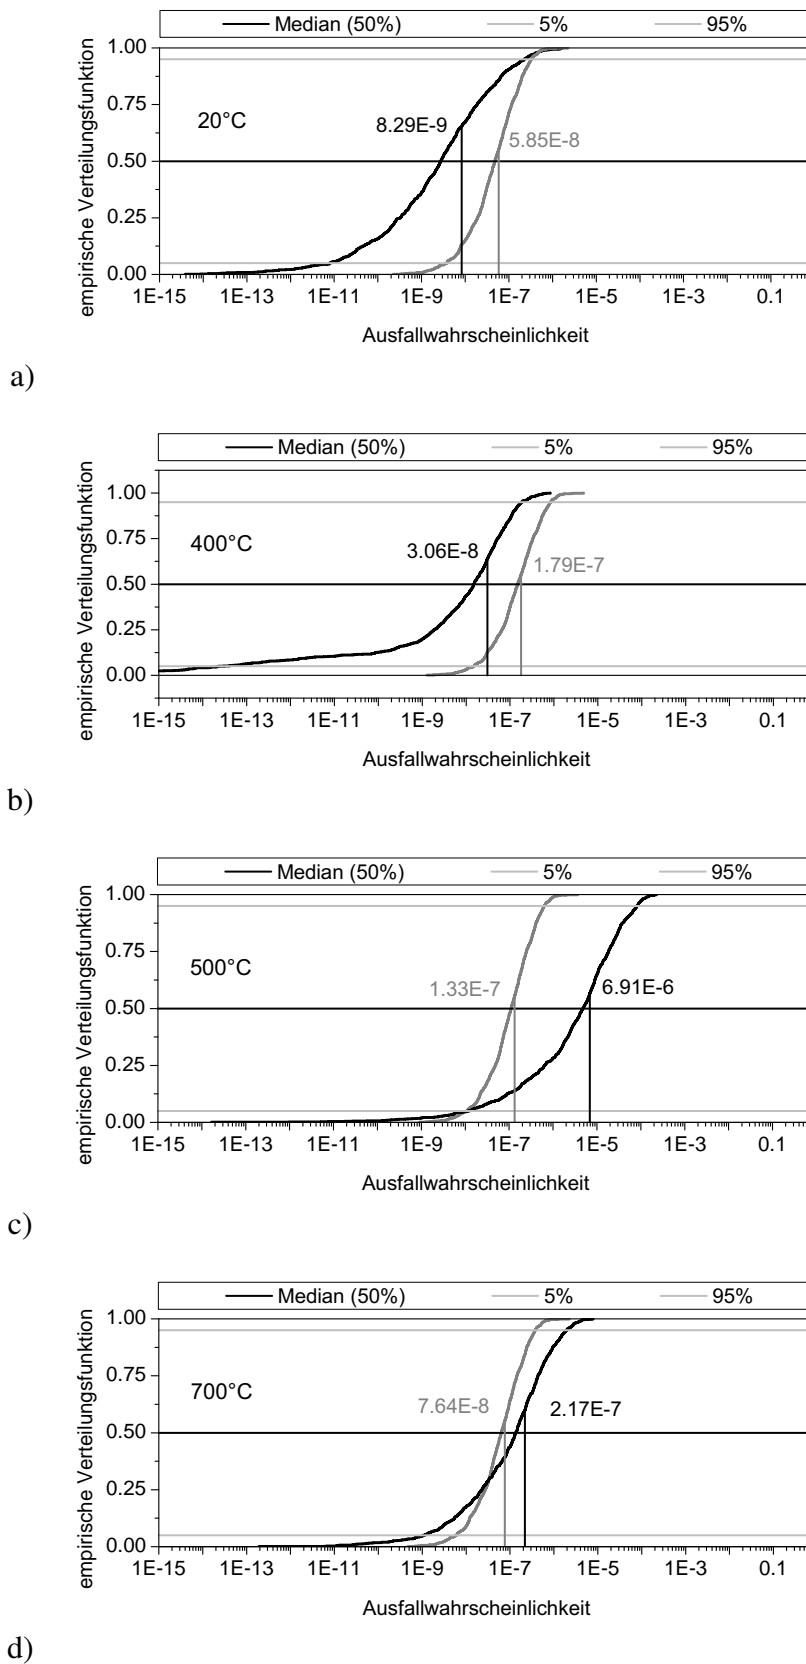 Median (50%) 5% 95%
1.00
0.75
20°C
8.29E-9
5.85E-8
0.50
0.25
0.00
empirische Verteilungsfunktion
1E-15 1E-13 1E-11 1E-9 1E-7 1E-5 1E-3 0.1
Ausfallwahrscheinlichkeit
a)
Median (50%) 5% 95%
1.00
0.75
400°C
3.06E-8
1.79E-7
0.50
0.25
0.00
empirische Verteilungsfunktion
1E-15 1E-13 1E-11 1E-9 1E-7 1E-5 1E-3 0.1
Ausfallwahrscheinlichkeit
b)
Median (50%) 5% 95%
1.00
0.75
500°C
1.33E-7
6.91E-6
0.50
0.25
0.00
empirische Verteilungsfunktion
1E-15 1E-13 1E-11 1E-9 1E-7 1E-5 1E-3 0.1
Ausfallwahrscheinlichkeit
c)
Median (50%) 5% 95%
1.00
0.75
700°C
7.64E-8
2.17E-7
0.50
0.25
0.00
empirische Verteilungsfunktion
1E-15 1E-13 1E-11 1E-9 1E-7 1E-5 1E-3 0.1
Ausfallwahrscheinlichkeit
d)